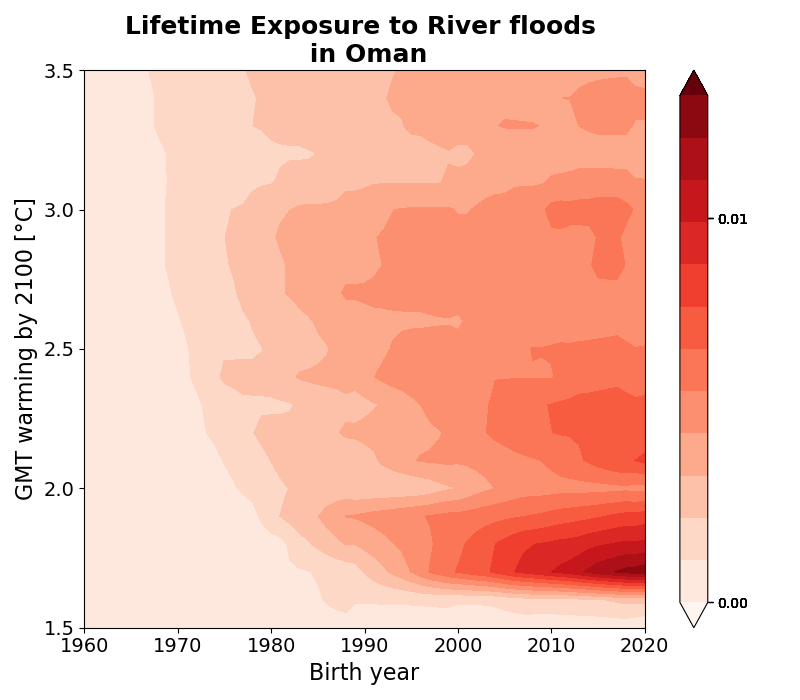 Lifetime Exposure to River floods
in Oman
3.5
3.0
2.5
2.0
1.5
GMT warming by 2100 [°C]
1960 1970 1980 1990 2000 2010 2020
Birth year
0.01
0.00